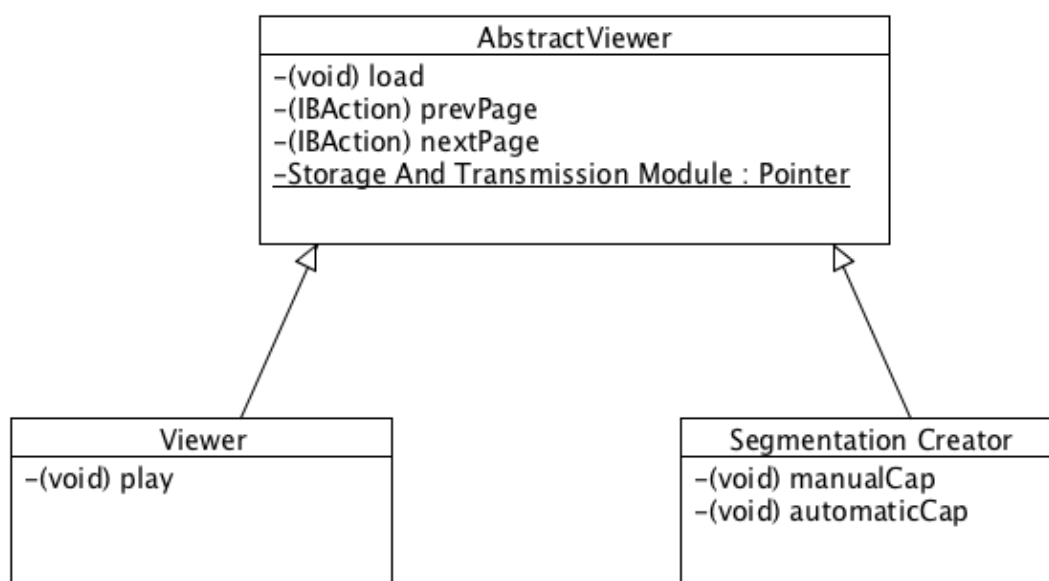 AbstractViewer
–(void) load
–(IBAction) prevPage
–(IBAction) nextPage
–Storage And Transmission Module : Pointer
Viewer
–(void) play
Segmentation Creator
–(void) manualCap
–(void) automaticCap